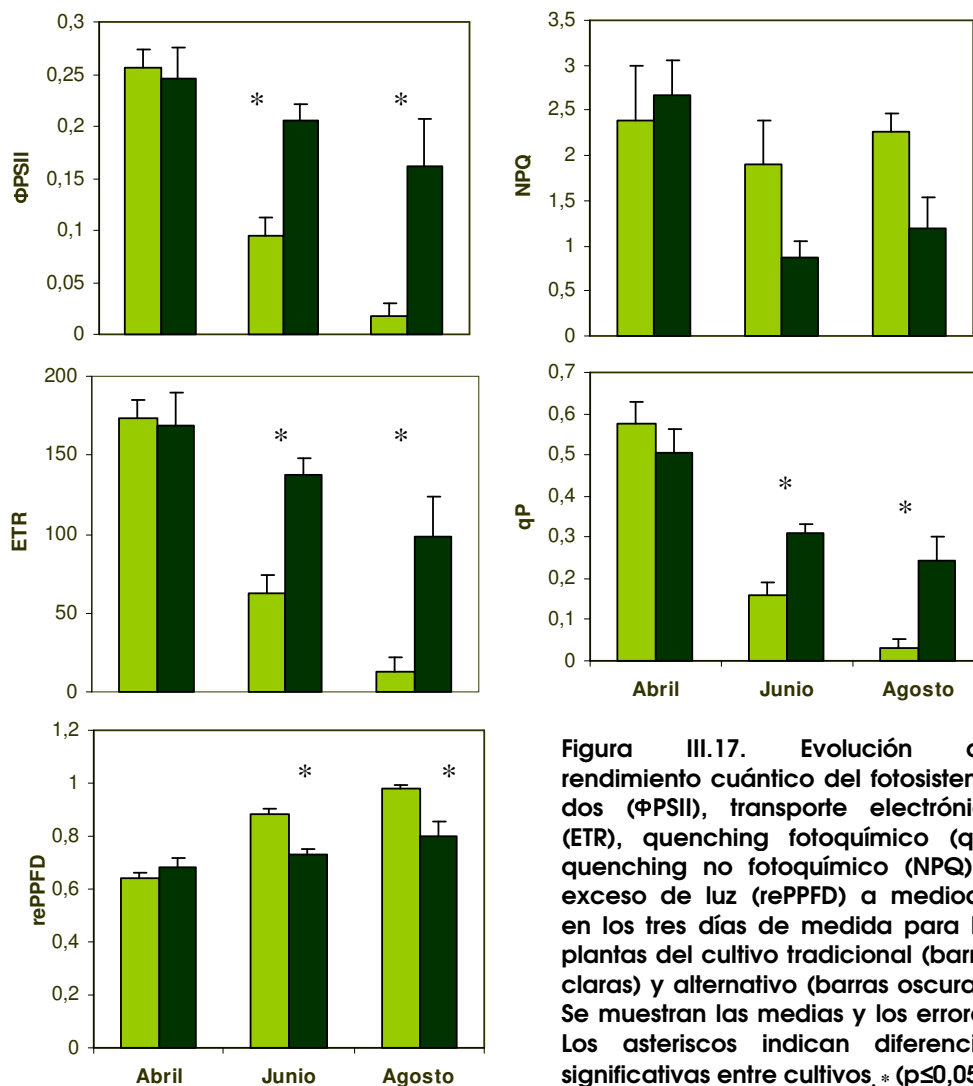 0,3
0,25
0,2
0,15
0,1
0,05
0
ΦPSII
* *
3,5
3
2,5
2
1,5
1
0,5
0
NPQ
200
150
100
50
0
ETR
* *
0,7
0,6
0,5
0,4
0,3
0,2
0,1
0
qP
* *
Abril Junio Agosto
1,2
1
0,8
0,6
0,4
0,2
0
rePPFD
* *
Abril Junio Agosto
Figura III.17. Evolución
rendimiento cuántico del fotosistem
dos (ΦPSII), transporte electróni
(ETR), quenching fotoquímico (q
quenching no fotoquímico (NPQ)
exceso de luz (rePPFD) a medio
en los tres días de medida para l
plantas del cultivo tradicional (barr
claras) y alternativo (barras oscura
Se muestran las medias y los error
Los asteriscos indican diferenci
significativas entre cultivos. * (p≤0,05